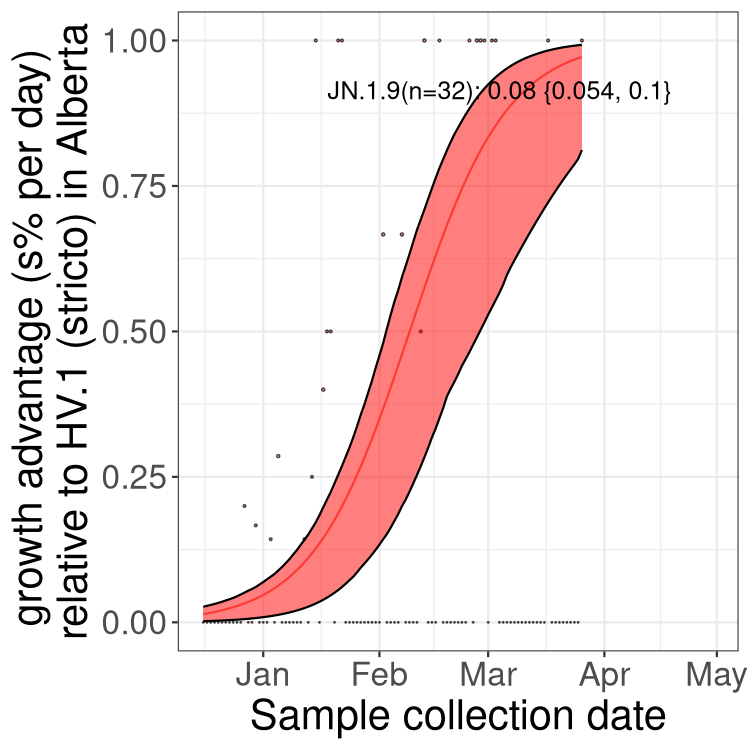 growth advantage (s% per day)
relative to HV.1 (stricto) in Alberta
1.00
0.75
0.50
0.25
0.00
JN.1.9(n=32): 0.08 {0.054, 0.1}
Jan Feb Mar Apr May
Sample collection date